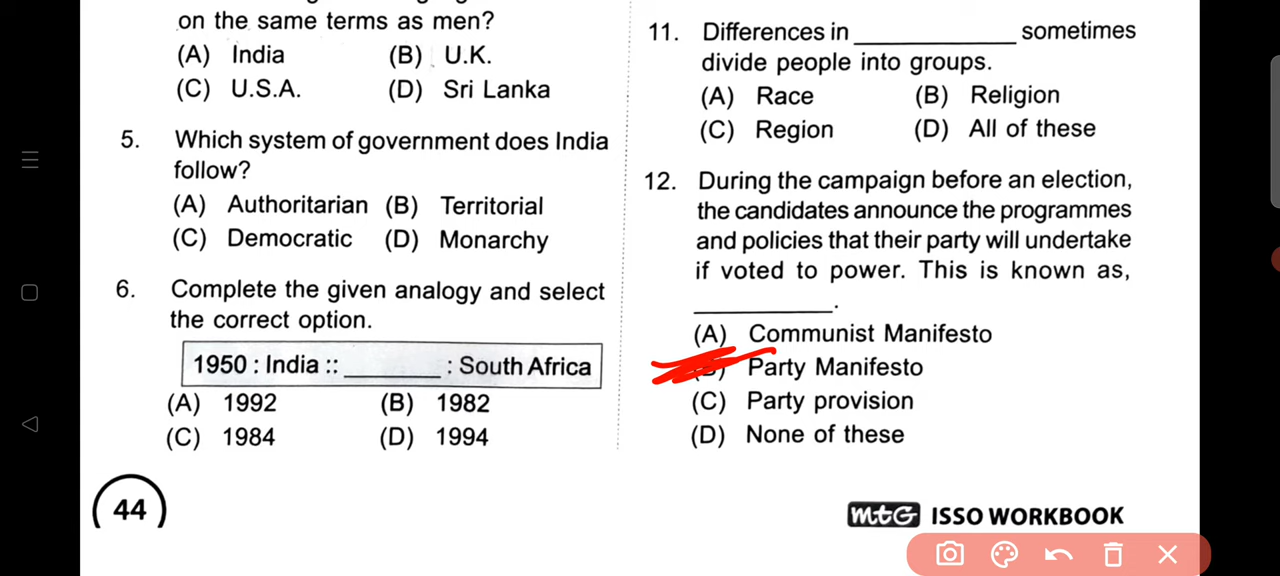 on the same terms as men?
(A) India (B) U.K.
(C) U.S.A. (D) Sri Lanka
5. Which system of government does India
follow?
(A) Authoritarian (B) Territorial
(C) Democratic (D) Monarchy
6. Complete the given analogy and select
the correct option.
1950 : India :: ________ : South Africa
(A) 1992 (B) 1982
(C) 1984 (D) 1994
44
11. Differences in ____________ sometimes
divide people into groups.
(A) Race (B) Religion
(C) Region (D) All of these
12. During the campaign before an election,
the candidates announce the programmes
and policies that their party will undertake
if voted to power. This is known as,
___________.
(A) Communist Manifesto
Party Manifesto
(C) Party provision
(D) None of these
mtG ISSO WORKBOOK